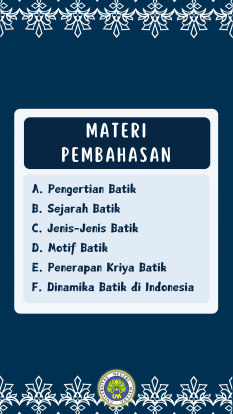 MATERI
PEMBAHASAN
A. Pengertian Batik
B. Sejarah Batik
C. Jenis-Jenis Batik
D. Motif Batik
E. Penerapan Kriya Batik
F. Dinamika Batik di Indonesia